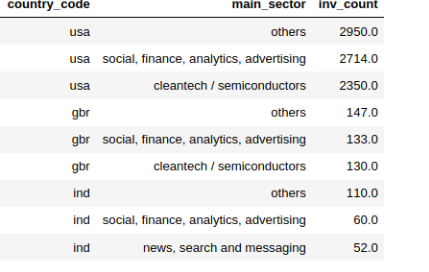 country_code main_sector inv_count
usa others 2950.0
usa social, finance, analytics, advertising 2714.0
usa cleantech / semiconductors 2350.0
gbr others 147.0
gbr social, finance, analytics, advertising 133.0
gbr cleantech / semiconductors 130.0
ind others 110.0
ind social, finance, analytics, advertising 60.0
ind news, search and messaging 52.0